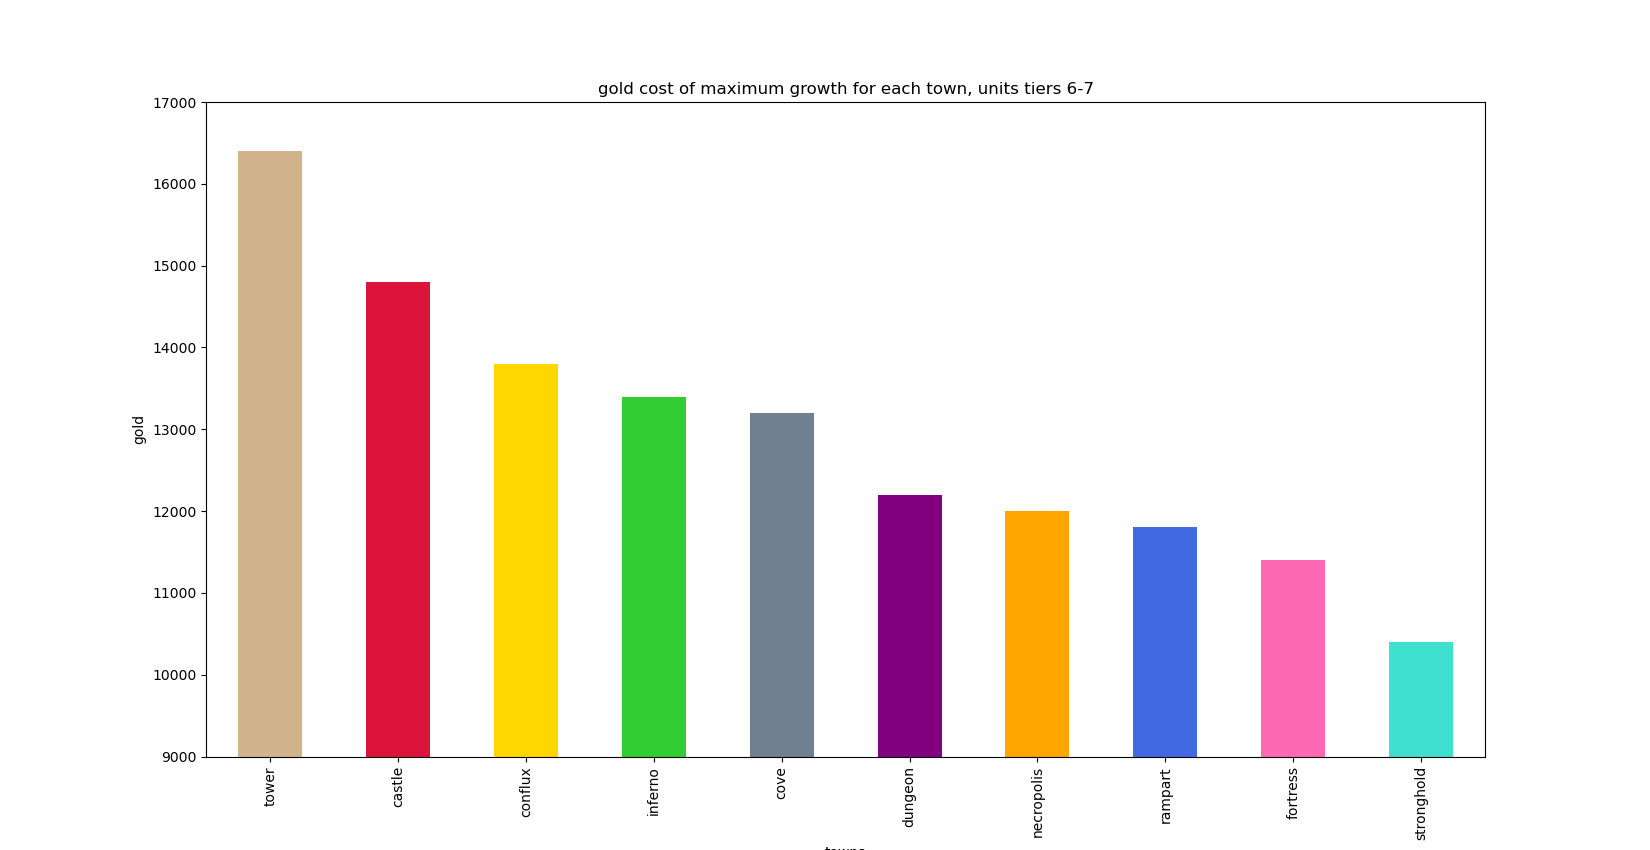 gold cost of maximum growth for each town, units tiers 6-7
17000
16000
15000
14000
13000
12000
11000
10000
9000
gold
tower
castle
conflux
inferno
cove
dungeon
necropolis
rampart
fortress
stronghold